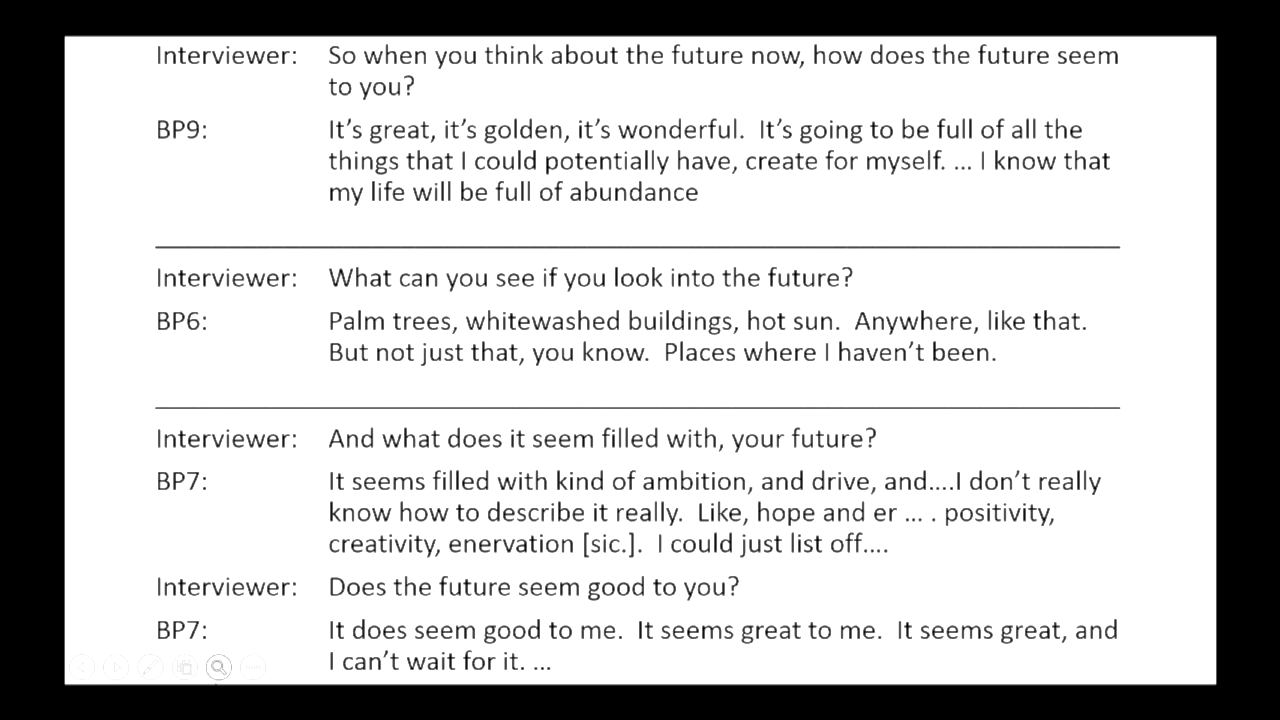 Interviewer: So when you think about the future now, how does the future seem
to you?
BP9: It’s great, it’s golden, it’s wonderful.  It’s going to be full of all the
things that I could potentially have, create for myself. ... I know that
my life will be full of abundance
Interviewer: What can you see if you look into the future?
BP6: Palm trees, whitewashed buildings, hot sun.  Anywhere, like that.
But not just that, you know.  Places where I haven’t been.
Interviewer: And what does it seem filled with, your future?
BP7: It seems filled with kind of ambition, and drive, and....I don’t really
know how to describe it really.  Like, hope and er ... . positivity,
creativity, enervation [sic.].  I could just list off....
Interviewer: Does the future seem good to you?
BP7: It does seem good to me.  It seems great to me.  It seems great, and
I can’t wait for it. ...